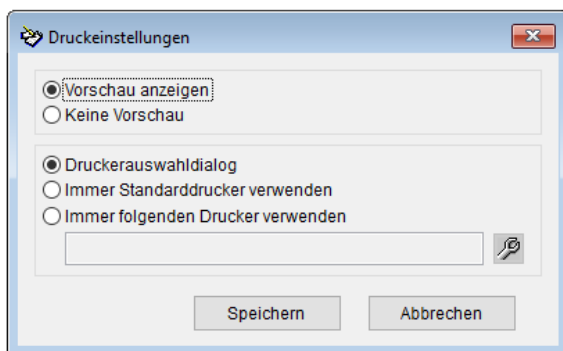 Druckeinstellungen
Vorschau anzeigen
Keine Vorschau
Druckerauswahldialog
Immer Standarddrucker verwenden
Immer folgenden Drucker verwenden
Speichern Abbrechen